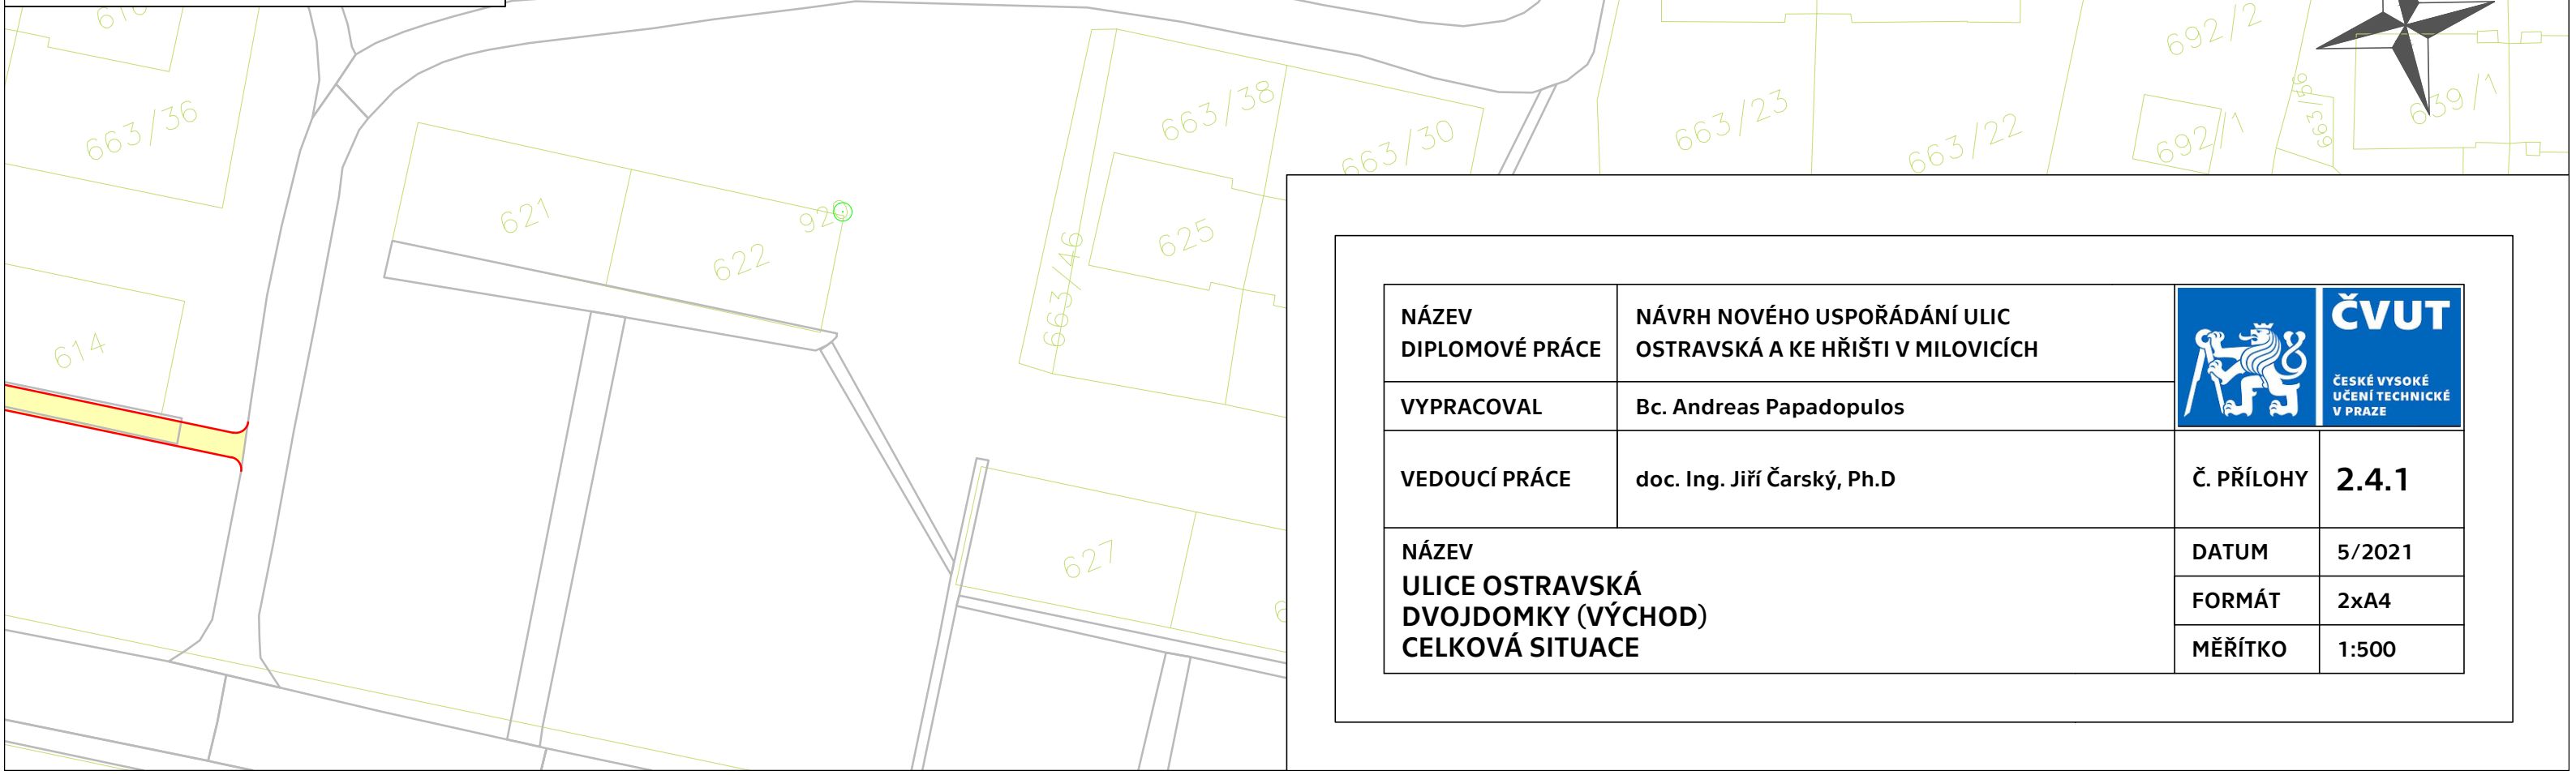 692/2
663/36
663/38
663/30
663/23
663/22
692/1
639/1
621
622
625
663/46
614
627
NÁZEV
DIPLOMOVÉ PRÁCE
NÁVRH NOVÉHO USPOŘÁDÁNÍ ULIC
OSTRAVSKÁ A KE HŘIŠTI V MILOVICÍCH
ČVUT
ČESKÉ VYSOKÉ
UČENÍ TECHNICKÉ
V PRAZE
VYPRACOVAL
Bc. Andreas Papadopulos
VEDOUCÍ PRÁCE
doc. Ing. Jiří Čarský, Ph.D
Č. PŘÍLOHY
2.4.1
NÁZEV
ULICE OSTRAVSKÁ
DVOJDOMKY (VÝCHOD)
CELKOVÁ SITUACE
DATUM
5/2021
FORMÁT
2xA4
MĚŘÍTKO
1:500